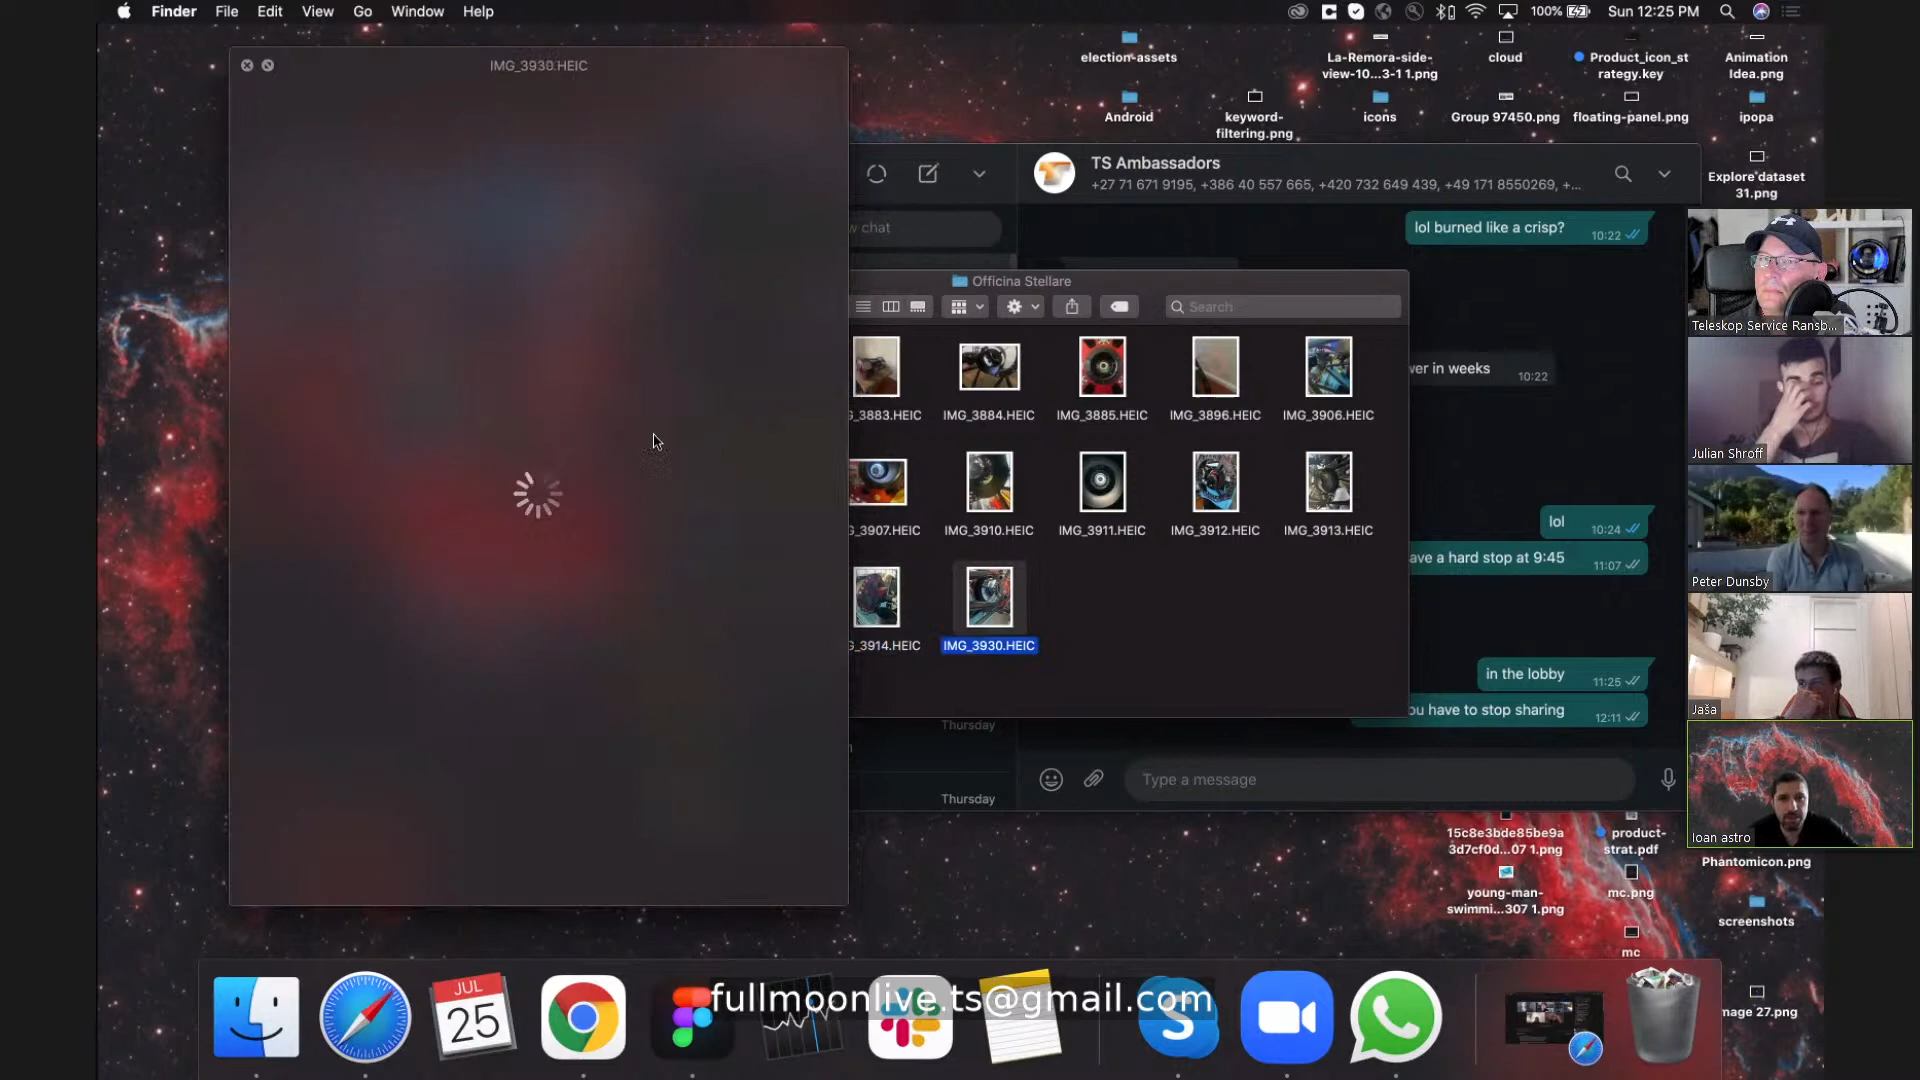 Finder File Edit View Go Window Help
100% Sun 12:25 PM
IMG_3930.HEIC
election-assets
La-Remora-side-
view-10...3-1 1.png
cloud
Product_icon_st
rategy.key
Animation
Idea.png
Android
keyword-
filtering.png
icons
Group 97450.png
floating-panel.png
ipopa
Explore dataset
31.png
TS Ambassadors
+27 71 671 9195, +386 40 557 665, +420 732 649 439, +49 171 8550269, +...
w chat
lol burned like a crisp?
10:22
Officina Stellare
Search
G_3883.HEIC
IMG_3884.HEIC
IMG_3885.HEIC
IMG_3896.HEIC
IMG_3906.HEIC
wer in weeks
10:22
G_3907.HEIC
IMG_3910.HEIC
IMG_3911.HEIC
IMG_3912.HEIC
IMG_3913.HEIC
lol
10:24
ave a hard stop at 9:45
11:07
G_3914.HEIC
IMG_3930.HEIC
in the lobby
11:25
ou have to stop sharing
12:11
Thursday
Type a message
Thursday
Teleskop Service Ransb...
Julian Shroff
Peter Dunsby
Jaša
Ioan astro
15c8e3bde85be9a
3d7cf0d...07 1.png
product-
strat.pdf
Phantomicon.png
young-man-
swimmi...307 1.png
mc.png
screenshots
mc
mage 27.png
JUL
25
fullmoonlive.ts@gmail.com